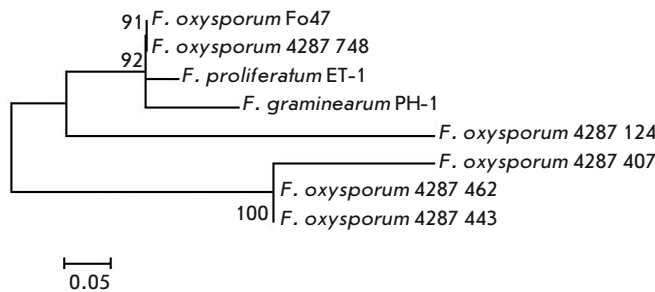 91
F. oxysporum Fo47
F. oxysporum 4287 748
92
F. proliferatum ET-1
F. graminearum PH-1
F. oxysporum 4287 124
F. oxysporum 4287 407
F. oxysporum 4287 462
100
F. oxysporum 4287 443
0.05